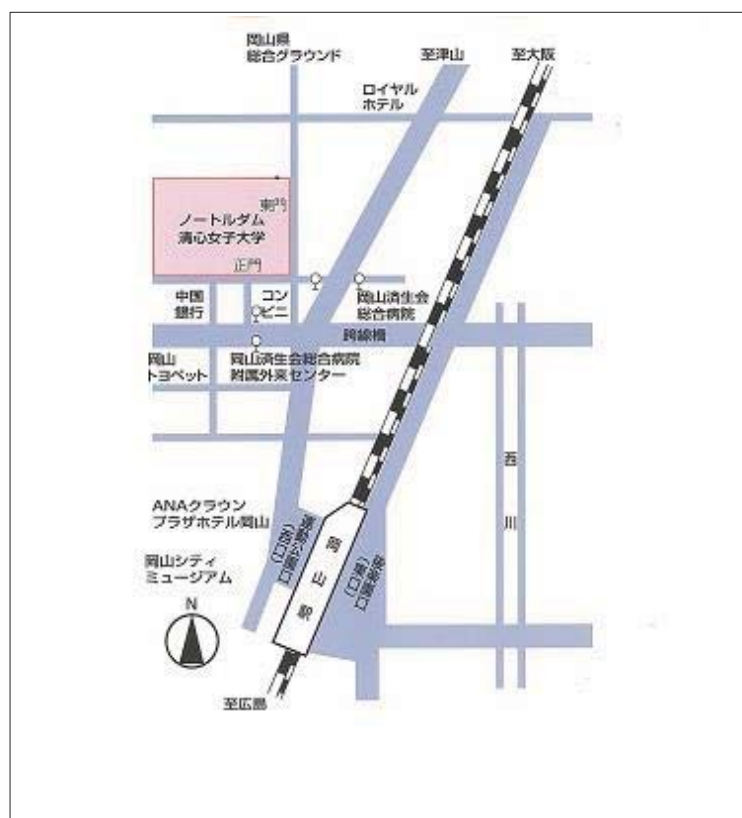 岡山県
総合グラウンド
至津山
至大阪
ロイヤル
ホテル
東門
ノートルダム
清心女子大学
正門
中国
銀行
コン
ビニ
岡山済生会
総合病院
跨線橋
岡山
トヨペット
岡山済生会総合病院
附属外来センター
西川
ANAクラウン
プラザホテル岡山
運動公園口
(西口)
岡山駅
後楽園口
(東口)
岡山シティ
ミュージアム
N
至広島